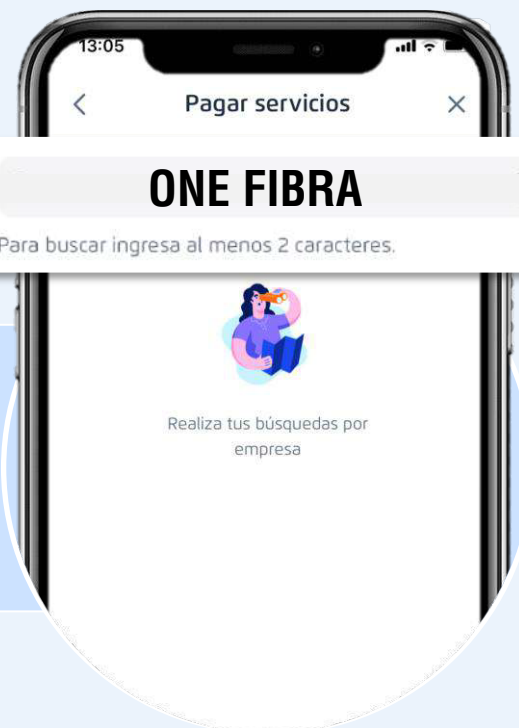 13:05
Pagar servicios
ONE FIBRA
Para buscar ingresa al menos 2 caracteres.
Realiza tus búsquedas por
empresa